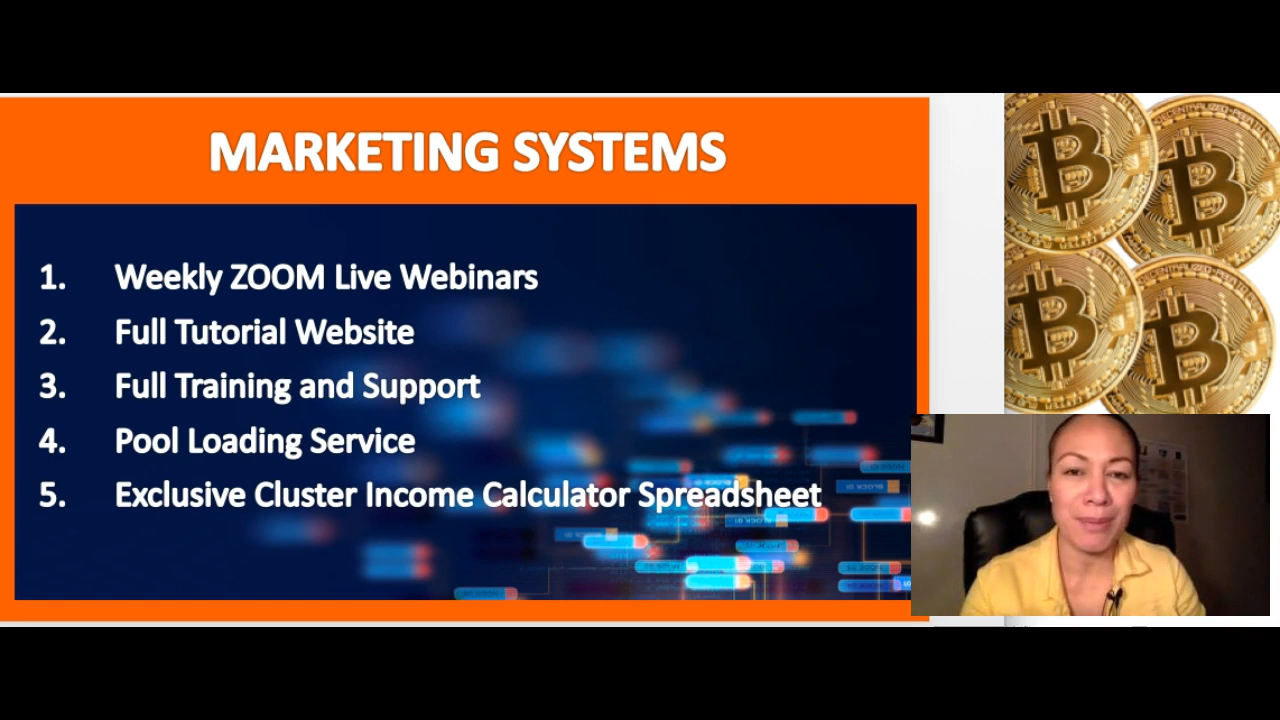 MARKETING SYSTEMS
1. Weekly ZOOM Live Webinars
2. Full Tutorial Website
3. Full Training and Support
4. Pool Loading Service
5. Exclusive Cluster Income Calculator Spreadsheet